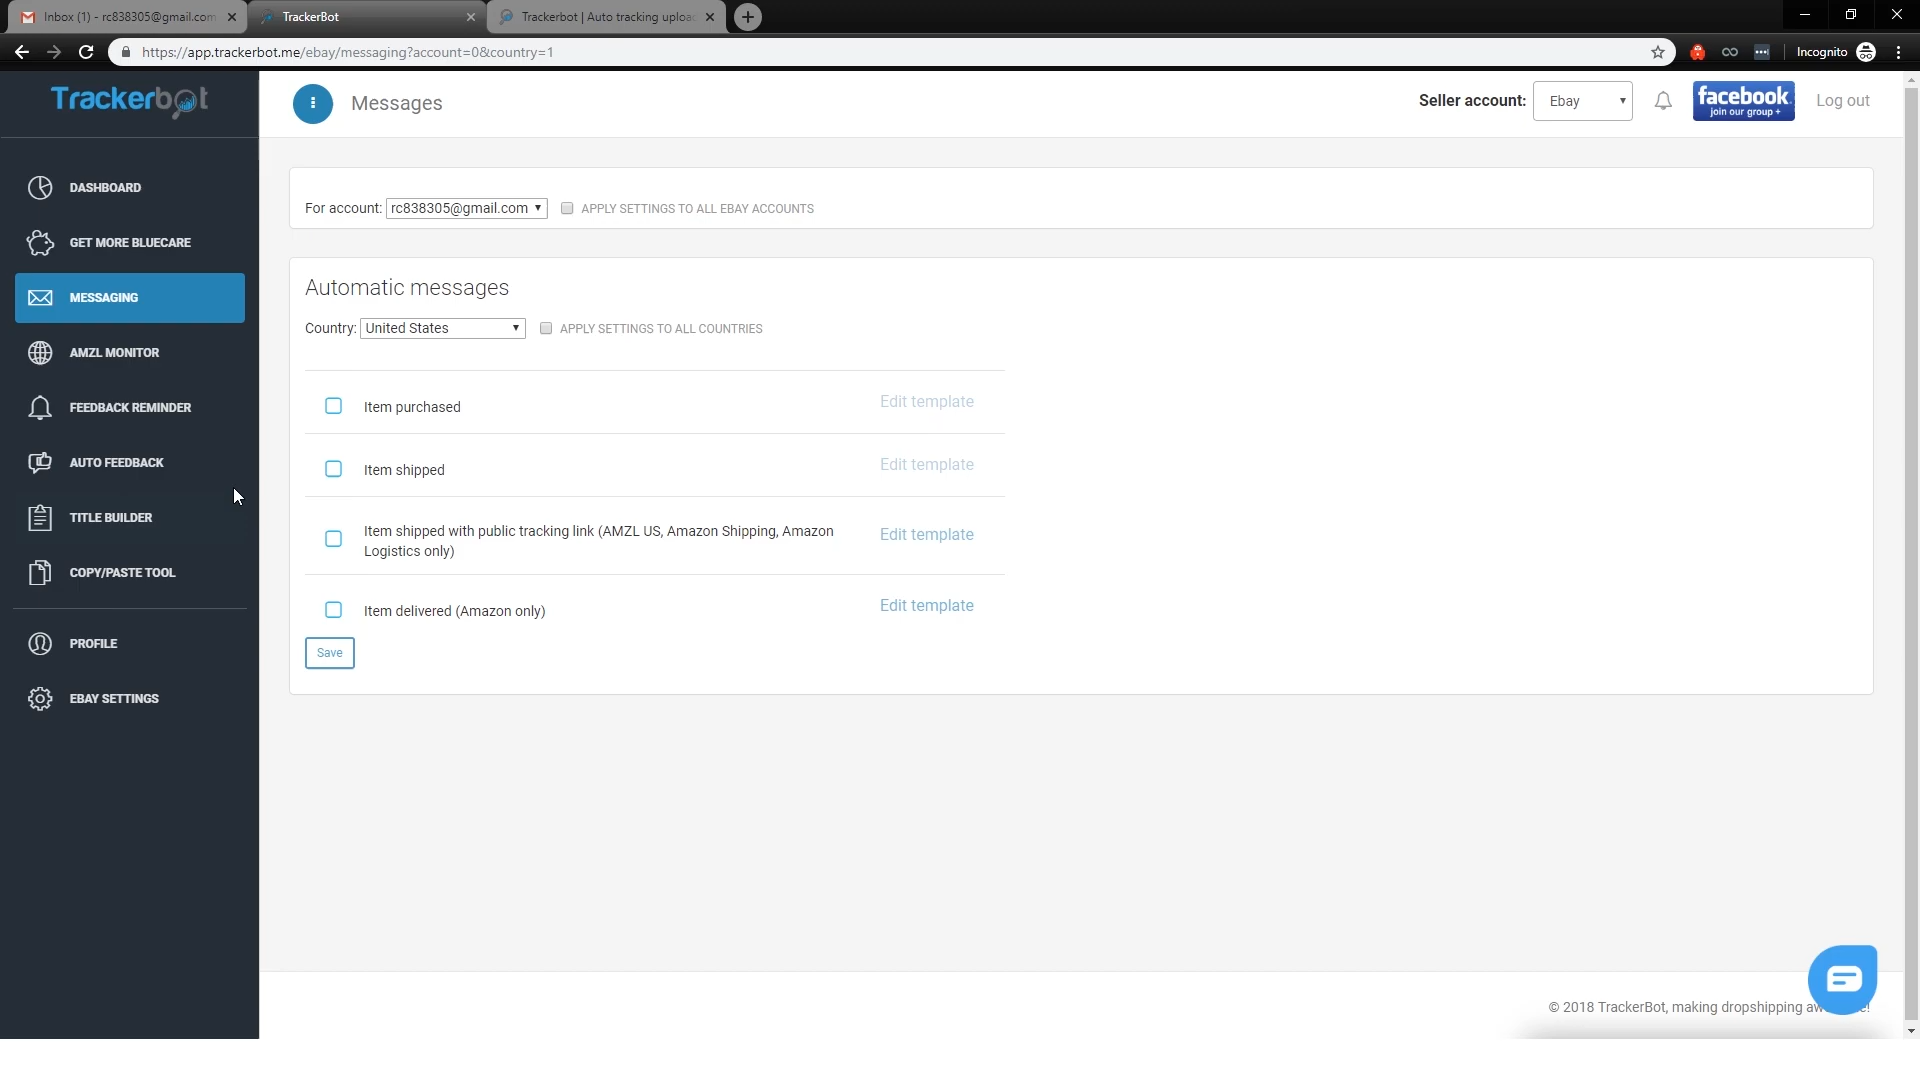 Inbox (1) - rc838305@gmail.com
TrackerBot
Trackerbot | Auto tracking uploa
https://app.trackerbot.me/ebay/messaging?account=0&country=1
Incognito
Trackerbot
Messages
Seller account:
Ebay
facebook
join our group +
Log out
DASHBOARD
GET MORE BLUECARE
MESSAGING
AMZL MONITOR
FEEDBACK REMINDER
AUTO FEEDBACK
TITLE BUILDER
COPY/PASTE TOOL
PROFILE
EBAY SETTINGS
For account: rc838305@gmail.com
APPLY SETTINGS TO ALL EBAY ACCOUNTS
Automatic messages
Country: United States
APPLY SETTINGS TO ALL COUNTRIES
Item purchased
Edit template
Item shipped
Edit template
Item shipped with public tracking link (AMZL US, Amazon Shipping, Amazon
Logistics only)
Edit template
Item delivered (Amazon only)
Edit template
Save
© 2018 TrackerBot, making dropshipping